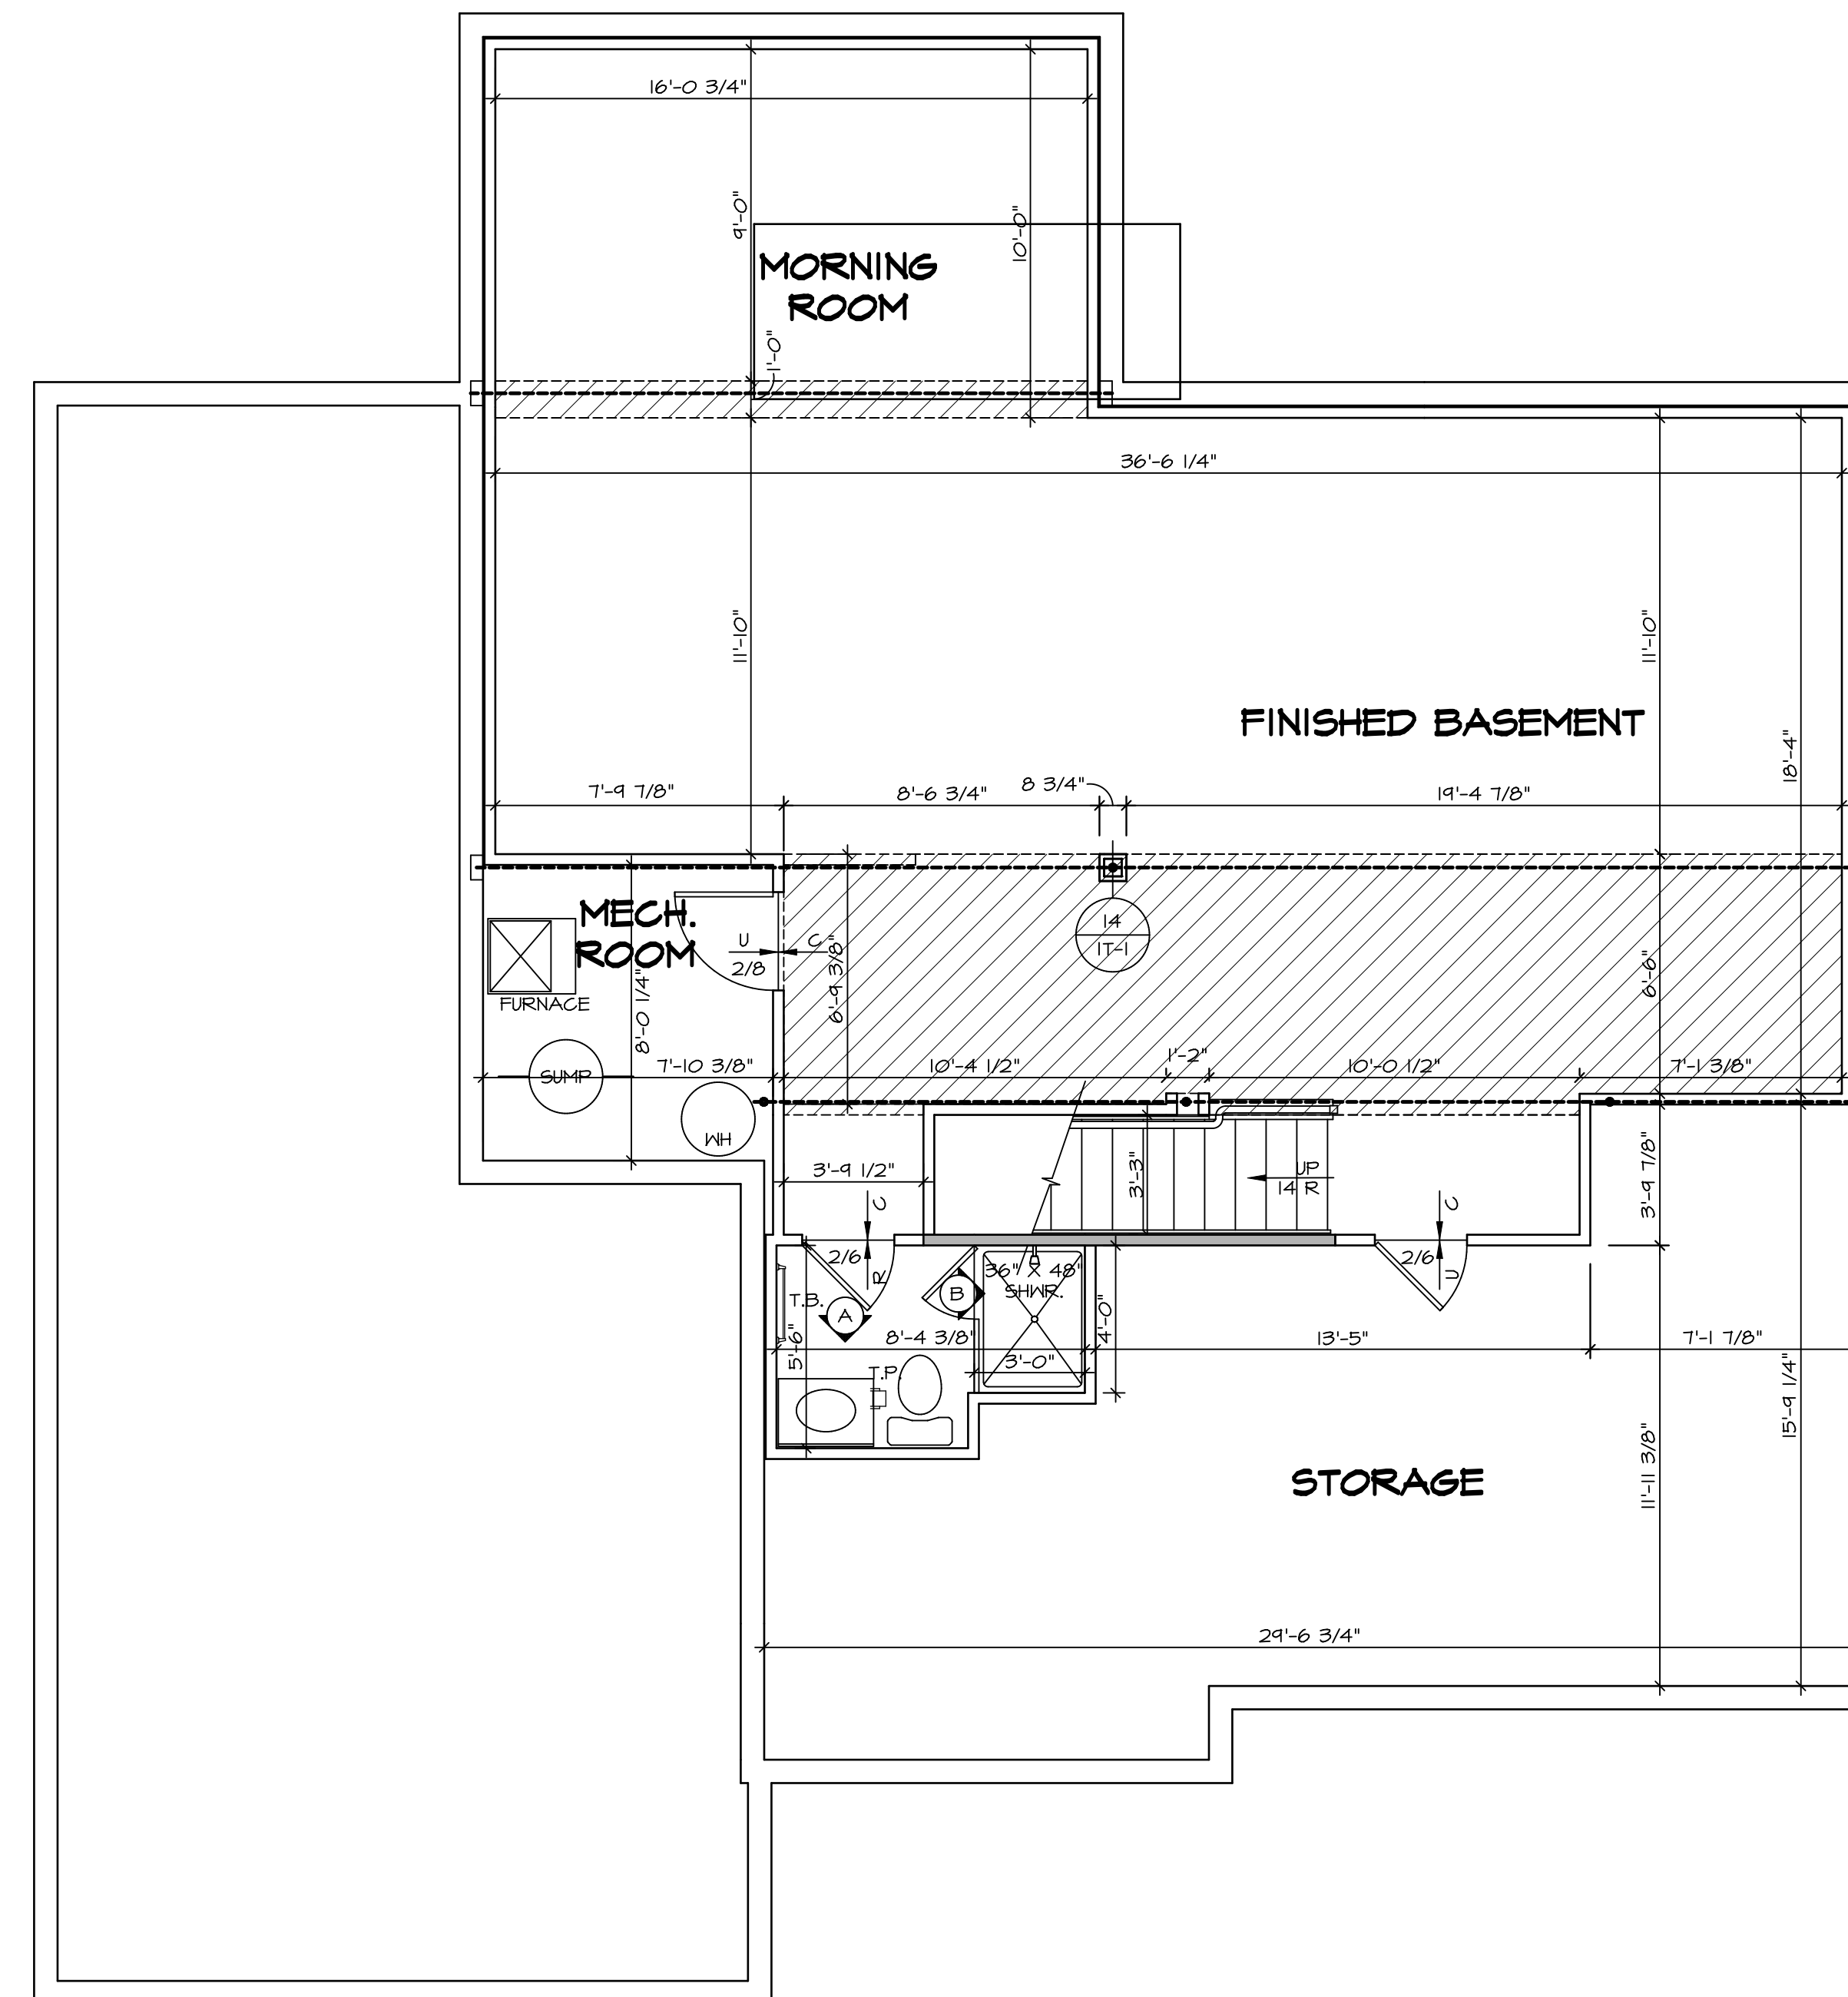 16'-0 3/4"
9'-0"
10'-0"
MORNING
ROOM
1'-0"
36'-6 1/4"
11'-10"
11'-10"
FINISHED BASEMENT
18'-4"
7'-9 7/8"
8'-6 3/4"
8 3/4"
19'-4 7/8"
MECH.
ROOM
U
C
2/8
6'-9 3/8"
14
1T-1
6'-6"
FURNACE
8'-0 1/4"
SUMP
7'-10 3/8"
10'-4 1/2"
1'-2"
10'-0 1/2"
7'-1 3/8"
WH
3'-9 1/2"
3'-3"
UP
14 R
3'-9 7/8"
C
2/6
R
C
2/6
U
36" X 48"
SHWR.
T.B.
A
B
5'-6"
8'-4 3/8"
4'-0"
13'-5"
7'-1 7/8"
3'-0"
T.P.
15'-9 1/4"
11'-11 3/8"
STORAGE
29'-6 3/4"